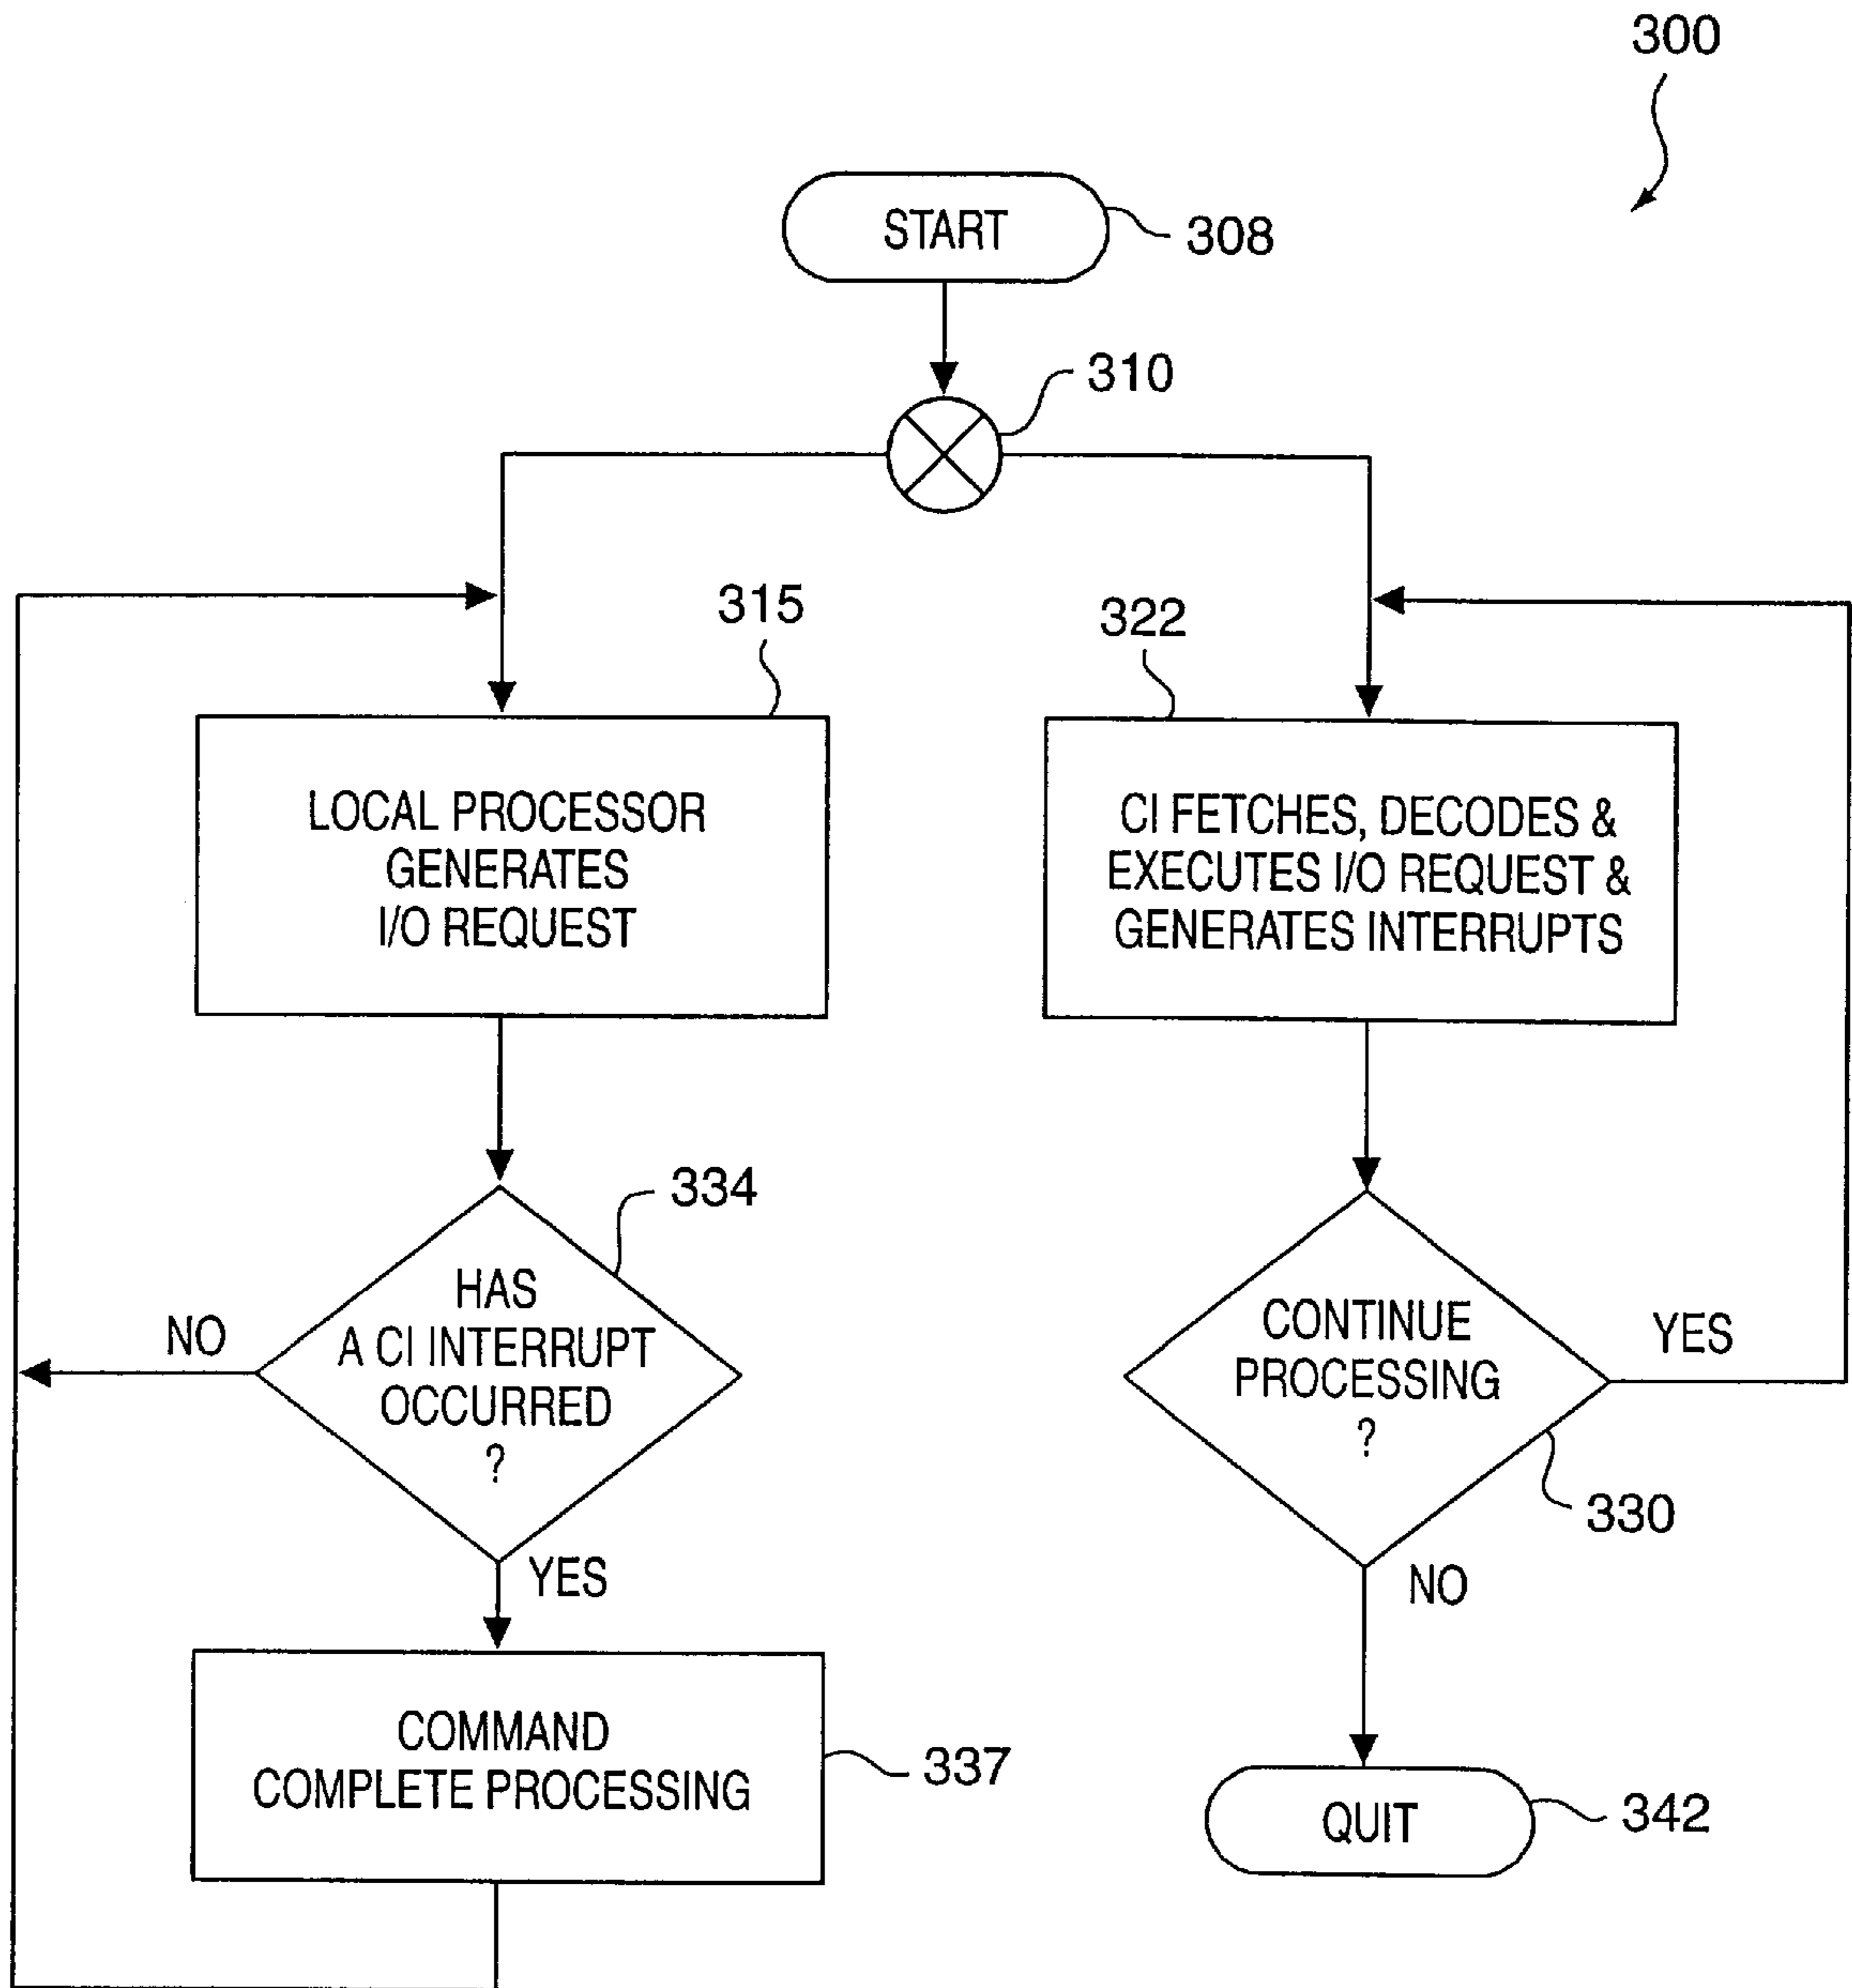 300
START
308
310
315
322
LOCAL PROCESSOR
GENERATES
I/O REQUEST
CI FETCHES, DECODES &
EXECUTES I/O REQUEST &
GENERATES INTERRUPTS
334
HAS
A CI INTERRUPT
OCCURRED
?
NO
YES
CONTINUE
PROCESSING
?
YES
330
NO
COMMAND
COMPLETE PROCESSING
337
QUIT
342